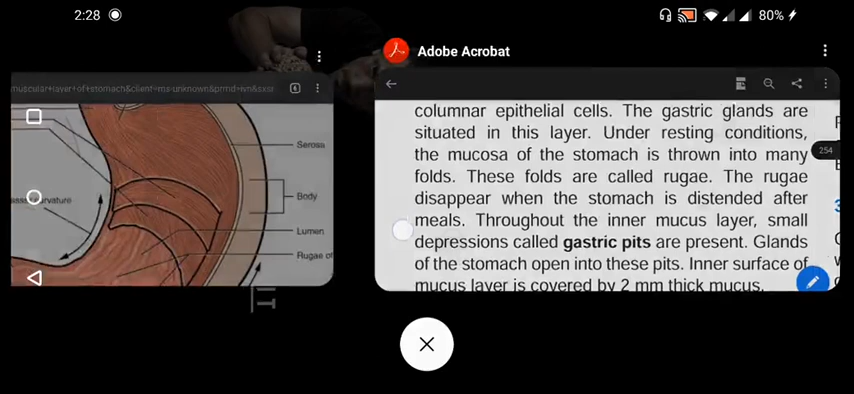 2:28
80%
Adobe Acrobat
muscular+layer+of+stomach&client=ms-unknown&prmd=ivn&sxsr
6
Serosa
Body
curvature
Lumen
Rugae of
columnar epithelial cells. The gastric glands are
situated in this layer. Under resting conditions,
the mucosa of the stomach is thrown into many
folds. These folds are called rugae. The rugae
disappear when the stomach is distended after
meals. Throughout the inner mucus layer, small
depressions called gastric pits are present. Glands
of the stomach open into these pits. Inner surface of
mucus layer is covered by 2 mm thick mucus.
254